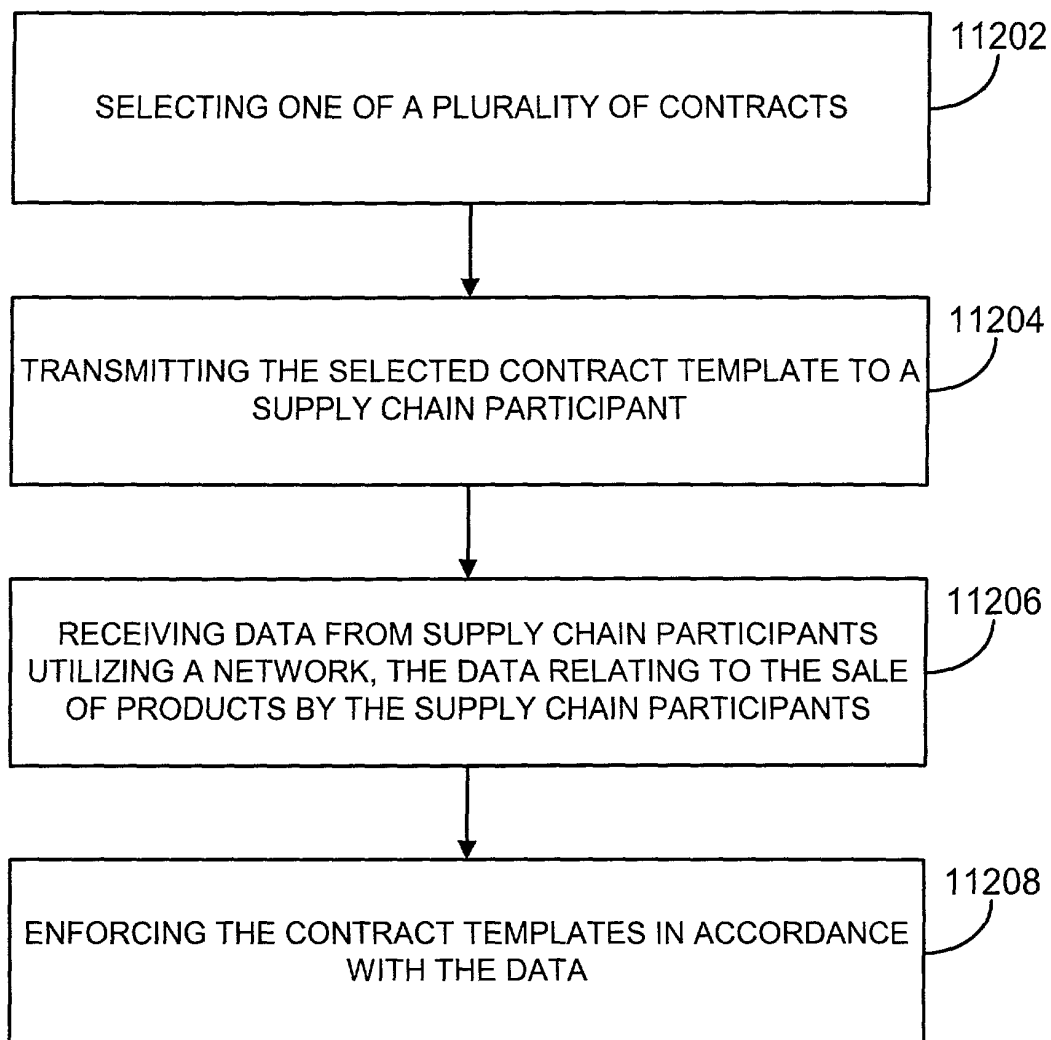 11202
SELECTING ONE OF A PLURALITY OF CONTRACTS
11204
TRANSMITTING THE SELECTED CONTRACT TEMPLATE TO A
SUPPLY CHAIN PARTICIPANT
11206
RECEIVING DATA FROM SUPPLY CHAIN PARTICIPANTS
UTILIZING A NETWORK, THE DATA RELATING TO THE SALE
OF PRODUCTS BY THE SUPPLY CHAIN PARTICIPANTS
11208
ENFORCING THE CONTRACT TEMPLATES IN ACCORDANCE
WITH THE DATA